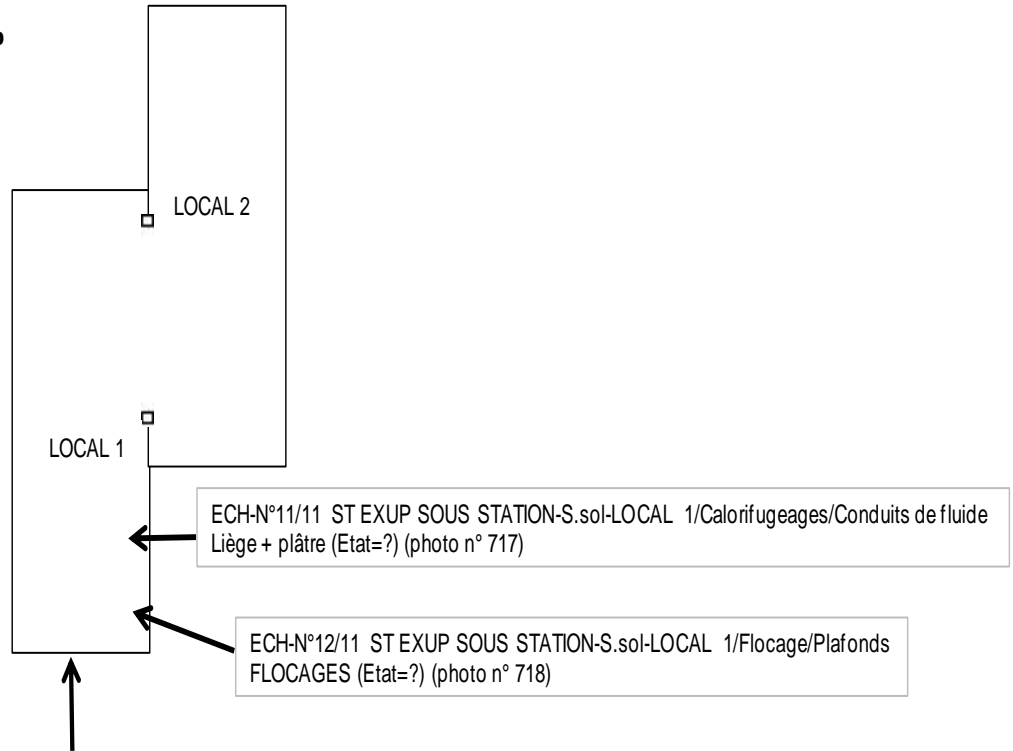 LOCAL 2
LOCAL 1
ECH-N°11/11 ST EXUP SOUS STATION-S.sol-LOCAL 1/Calorifugeages/Conduits de fluide
Liège + plâtre (Etat=?) (photo n° 717)
ECH-N°12/11 ST EXUP SOUS STATION-S.sol-LOCAL 1/Flocage/Plafonds
FLOCAGES (Etat=?) (photo n° 718)